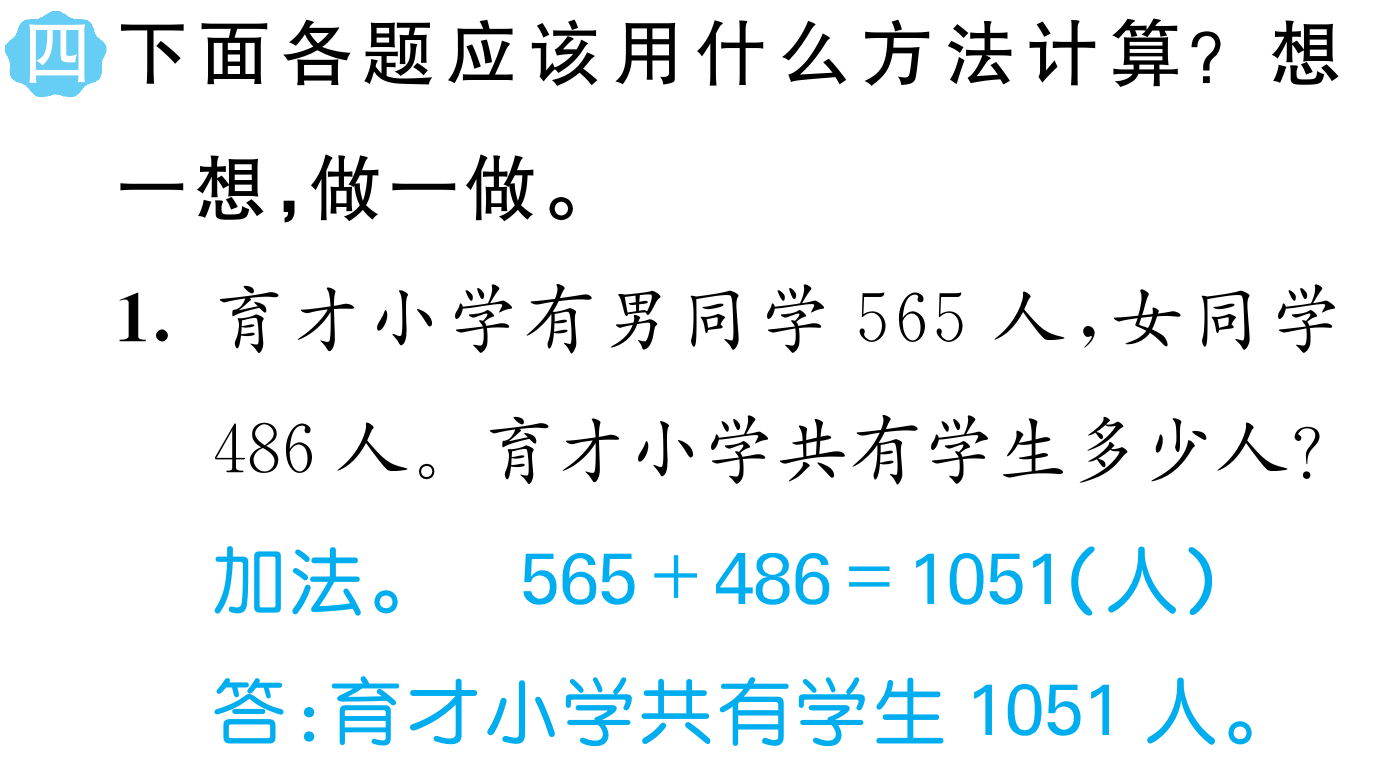 四 下面各题应该用什么方法计算？想
一想,做一做。
1. 育才小学有男同学 565 人,女同学
486 人。育才小学共有学生多少人?
加法。 565＋486＝1051(人)
答:育才小学共有学生 1051 人。